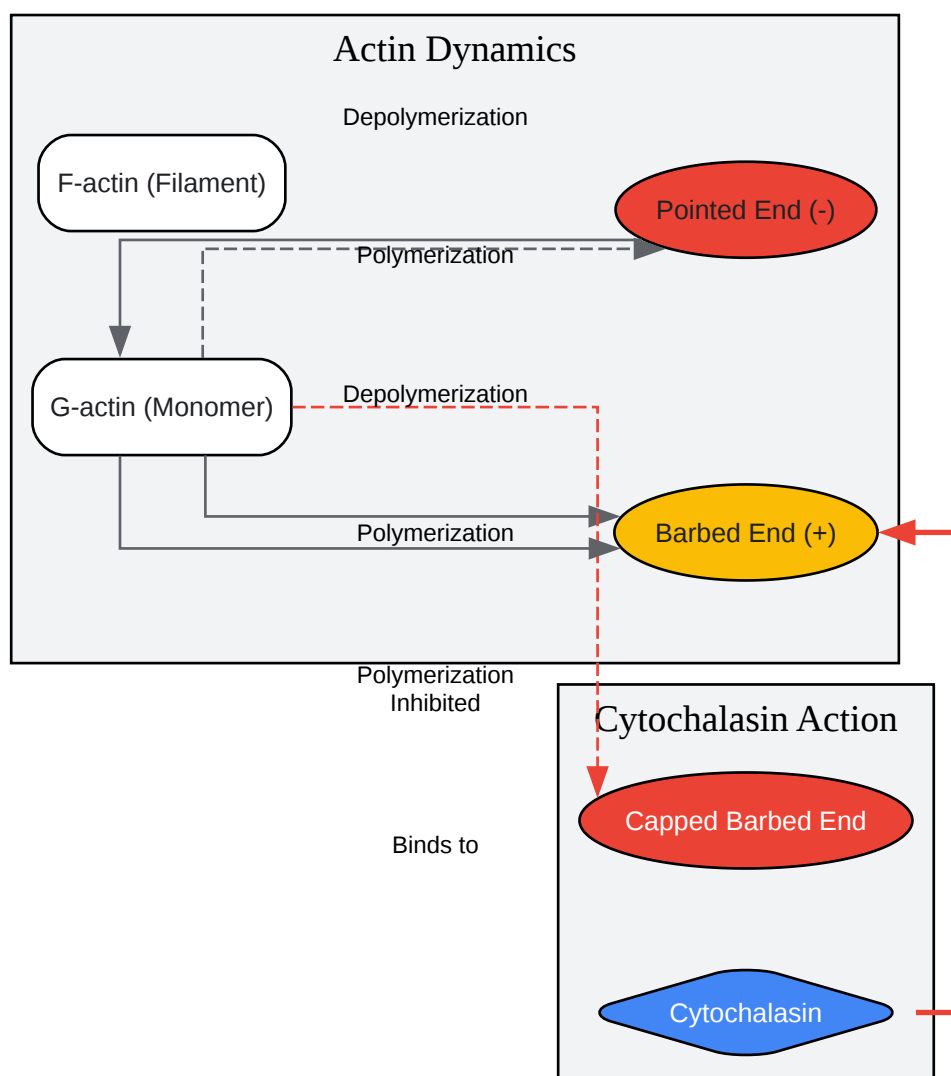 Actin Dynamics
Depolymerization
F-actin (Filament)
Pointed End (-)
Polymerization
Depolymerization
G-actin (Monomer)
Polymerization
Barbed End (+)
Polymerization
Inhibited
Cytochalasin Action
Capped Barbed End
Binds to
Cytochalasin